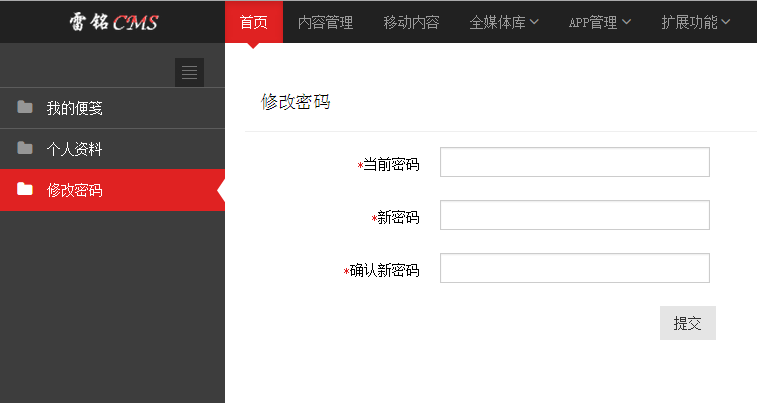 雷铭CMS
首页 内容管理 移动内容 全媒体库 APP管理 扩展功能
我的便笺
个人资料
修改密码
修改密码
*当前密码
*新密码
*确认新密码
提交